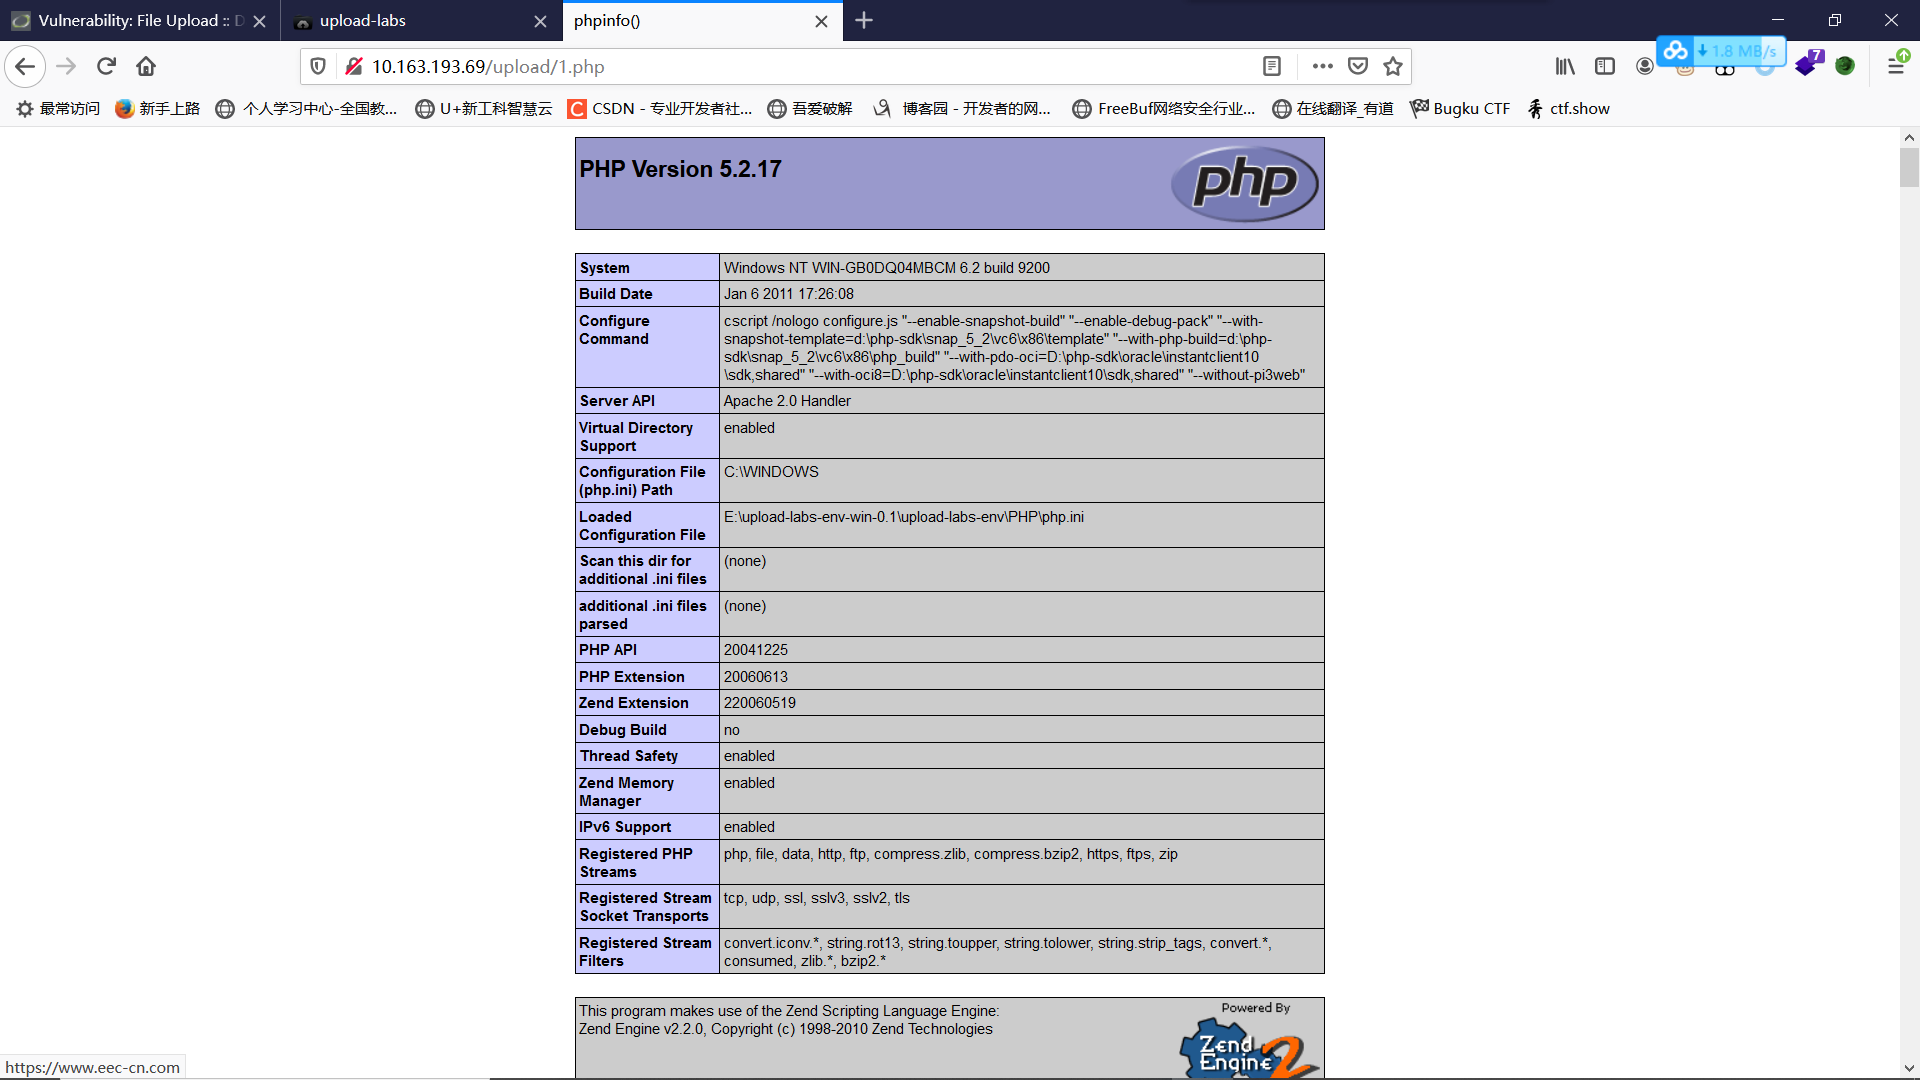 Vulnerability: File Upload :: D
upload-labs
phpinfo()
10.163.193.69/upload/1.php
1.8 MB/s
7
最常访问
新手上路
个人学习中心-全国教...
U+新工科智慧云
CSDN - 专业开发者社...
吾爱破解
博客园 - 开发者的网...
FreeBuf网络安全行业...
在线翻译_有道
Bugku CTF
ctf.show
PHP Version 5.2.17
php
System
Windows NT WIN-GB0DQ04MBCM 6.2 build 9200
Build Date
Jan 6 2011 17:26:08
Configure
Command
cscript /nologo configure.js "--enable-snapshot-build" "--enable-debug-pack" "--with-
snapshot-template=d:\php-sdk\snap_5_2\vc6\x86\template" "--with-php-build=d:\php-
sdk\snap_5_2\vc6\x86\php_build" "--with-pdo-oci=D:\php-sdk\oracle\instantclient10
\sdk,shared" "--with-oci8=D:\php-sdk\oracle\instantclient10\sdk,shared" "--without-pi3web"
Server API
Apache 2.0 Handler
Virtual Directory
Support
enabled
Configuration File
(php.ini) Path
C:\WINDOWS
Loaded
Configuration File
E:\upload-labs-env-win-0.1\upload-labs-env\PHP\php.ini
Scan this dir for
additional .ini files
(none)
additional .ini files
parsed
(none)
PHP API
20041225
PHP Extension
20060613
Zend Extension
220060519
Debug Build
no
Thread Safety
enabled
Zend Memory
Manager
enabled
IPv6 Support
enabled
Registered PHP
Streams
php, file, data, http, ftp, compress.zlib, compress.bzip2, https, ftps, zip
Registered Stream
Socket Transports
tcp, udp, ssl, sslv3, sslv2, tls
Registered Stream
Filters
convert.iconv.*, string.rot13, string.toupper, string.tolower, string.strip_tags, convert.*,
consumed, zlib.*, bzip2.*
This program makes use of the Zend Scripting Language Engine:
Zend Engine v2.2.0, Copyright (c) 1998-2010 Zend Technologies
Powered By
Zend
Engine 2
https://www.eec-cn.com